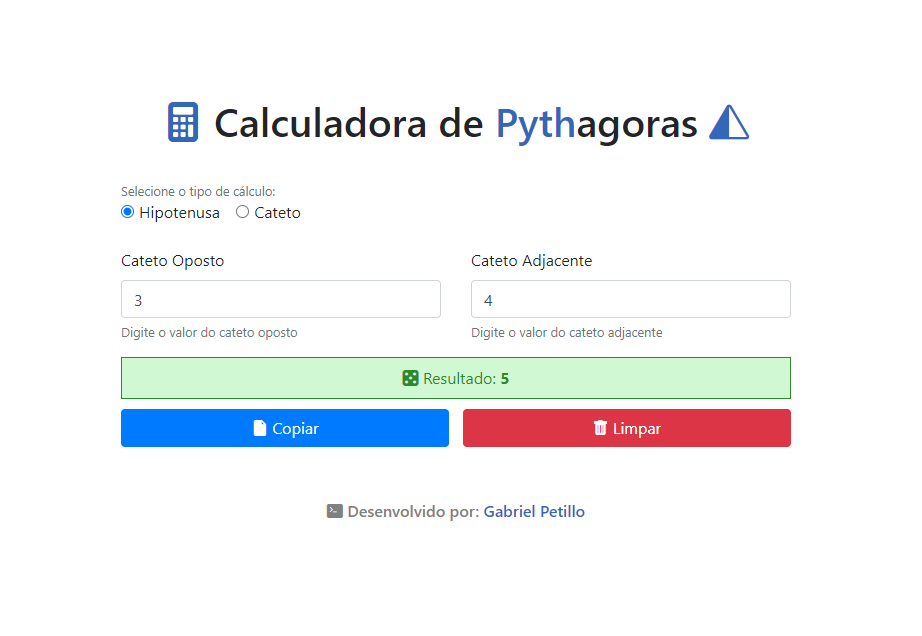 Calculadora de Pythagoras
Selecione o tipo de cálculo:
Hipotenusa Cateto
Cateto Oposto Cateto Adjacente
3 4
Digite o valor do cateto oposto Digite o valor do cateto adjacente
Resultado: 5
Copiar Limpar
Desenvolvido por: Gabriel Petillo